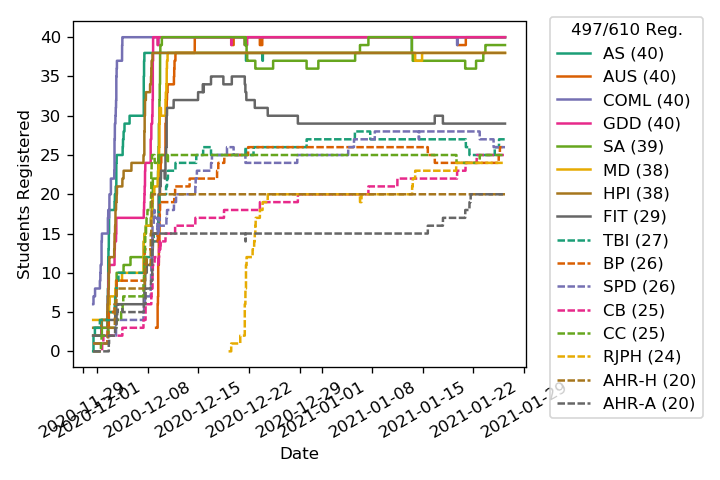 497/610 Reg.
AS (40)
AUS (40)
COML (40)
GDD (40)
SA (39)
MD (38)
HPI (38)
FIT (29)
TBI (27)
BP (26)
SPD (26)
CB (25)
CC (25)
RJPH (24)
AHR-H (20)
AHR-A (20)
Students Registered
40
35
30
25
20
15
10
5
0
2020-11-29
2020-12-01
2020-12-08
2020-12-15
2020-12-22
2020-12-29
2021-01-01
2021-01-08
2021-01-15
2021-01-22
2021-01-29
Date